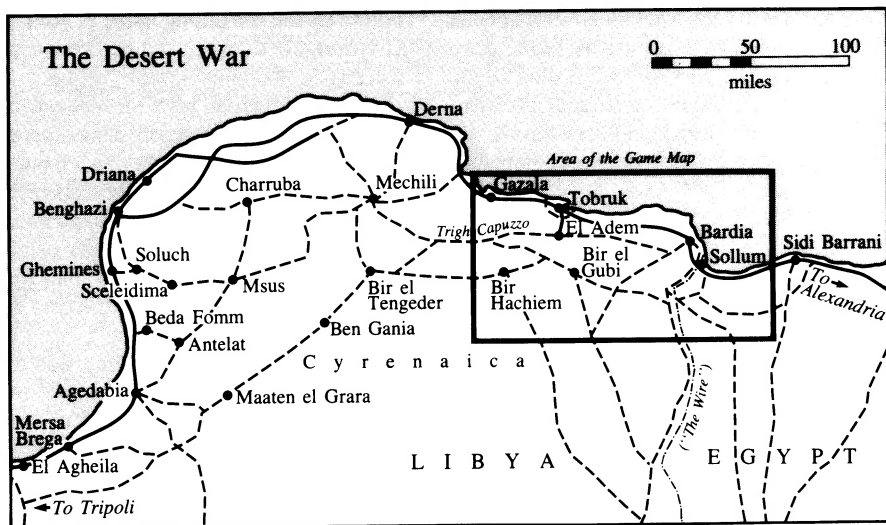 The Desert War
0 50 100
miles
Derna
Area of the Game Map
Driana
Charruba
Mechili
Gazala
Tobruk
Benghazi
Trigh Capuzzo
El Adem
Bardia
Soluch
Bir el
Gubi
Sollum
Sidi Barrani
Ghemines
Sceleidima
Msus
Bir el
Tengeder
Bir
Hachiem
To
Alexandria
Beda Fomm
Antelat
Ben Gania
Cyrenaica
Agedabia
Maaten el Grara
("The Wire")
Mersa
Brega
El Agheila
LIBYA
EGYPT
To Tripoli